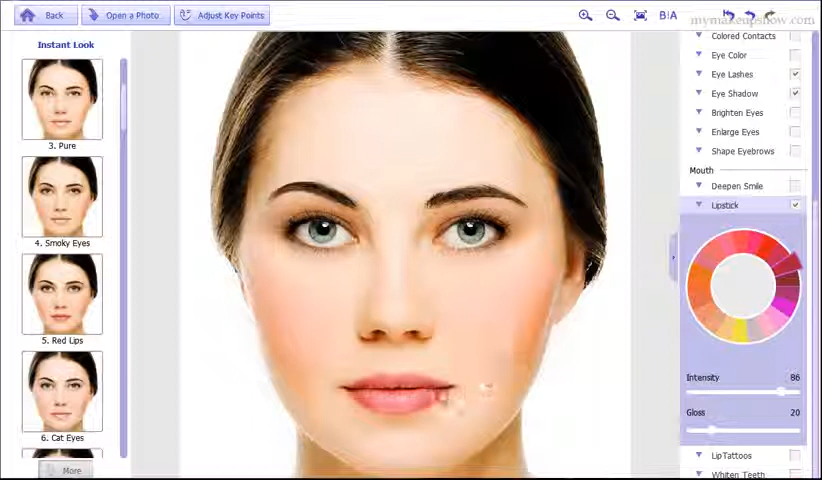 Back
Open a Photo
Adjust Key Points
B|A
mymakeupshow.com
Instant Look
3. Pure
4. Smoky Eyes
5. Red Lips
6. Cat Eyes
More
Colored Contacts
Eye Color
Eye Lashes
Eye Shadow
Brighten Eyes
Enlarge Eyes
Shape Eyebrows
Mouth
Deepen Smile
Lipstick
Intensity 86
Gloss 20
LipTattoos
Whiten Teeth